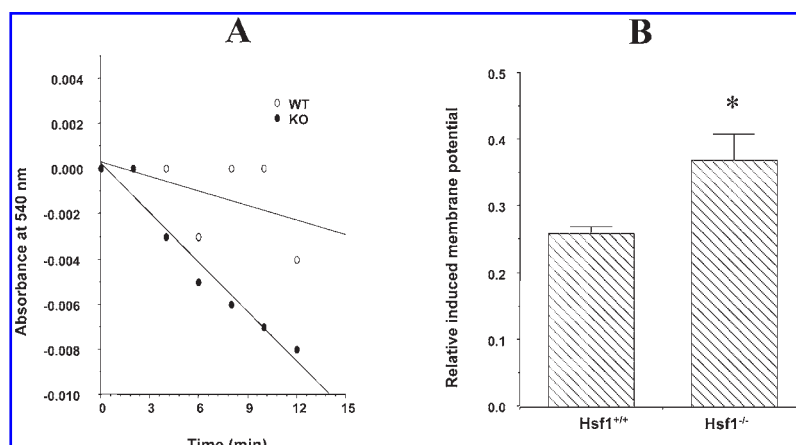 A
Absorbance at 540 nm
0.004
0.002
0.000
-0.002
-0.004
-0.006
-0.008
-0.010
WT
KO
0 3 6 9 12 15
Time (min)
B
Relative induced membrane potential
0.5
0.4
0.3
0.2
0.1
0.0
*
Hsf1+/+ Hsf1-/-